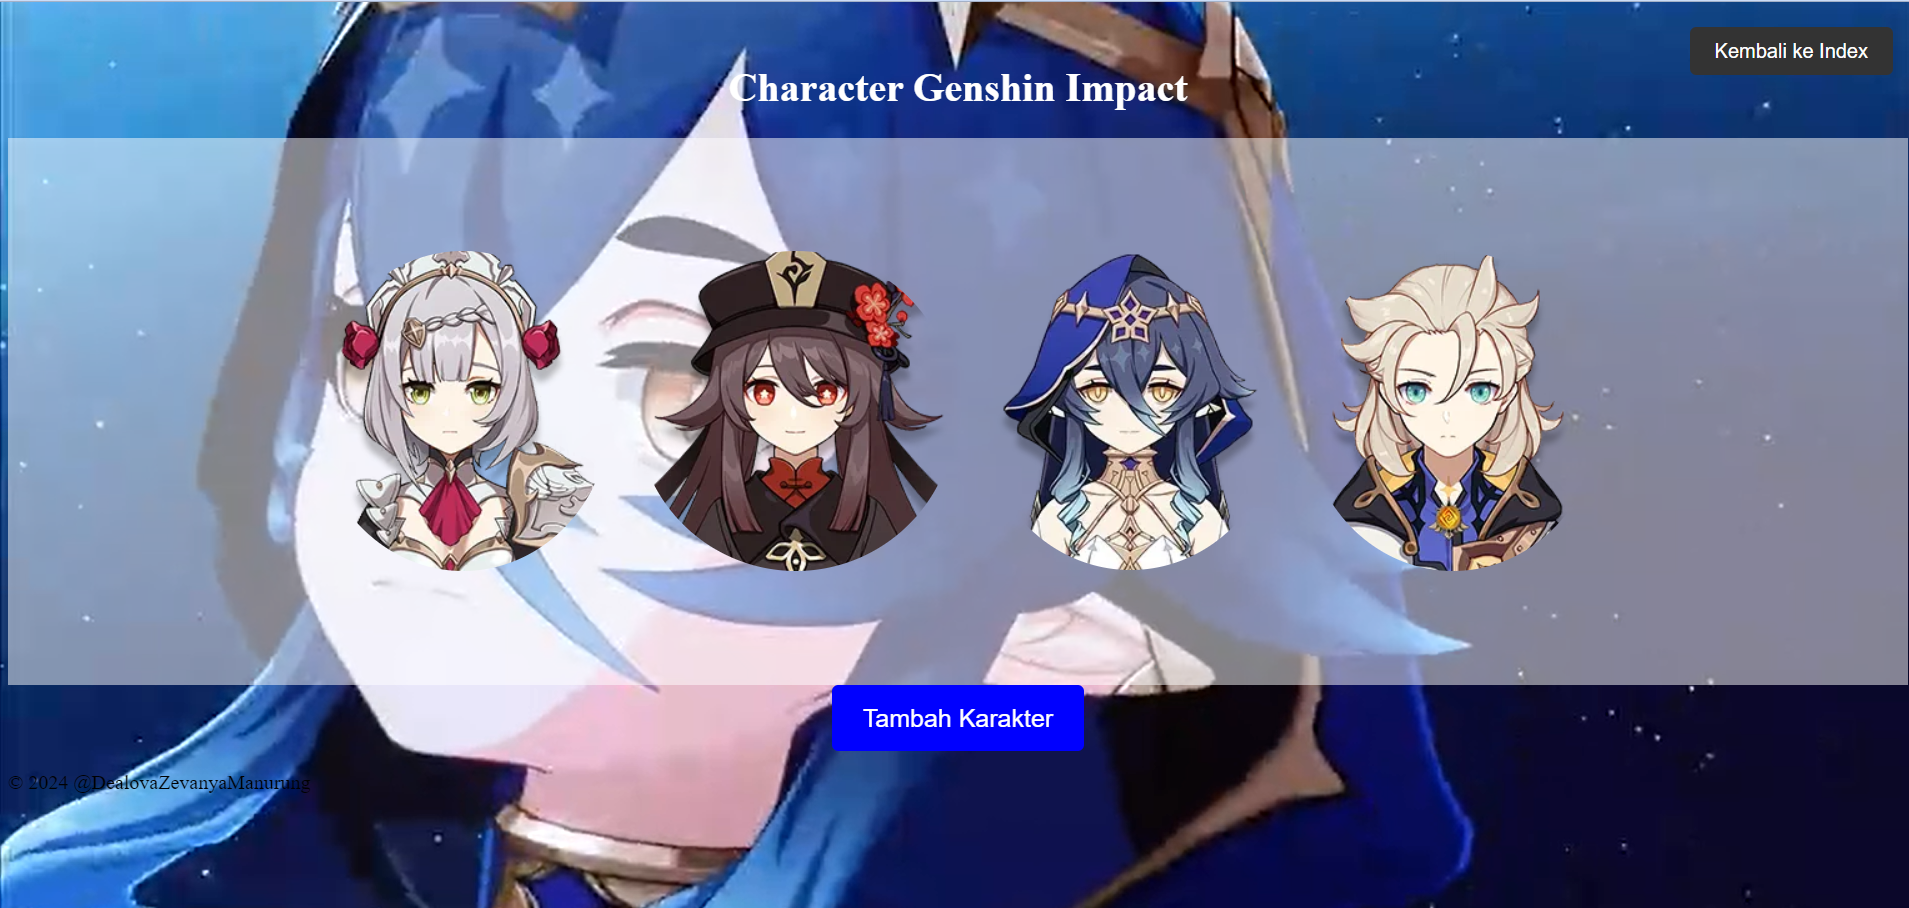 Kembali ke Index
Character Genshin Impact
Tambah Karakter
© 2024 @DealovaZevanyaManurung